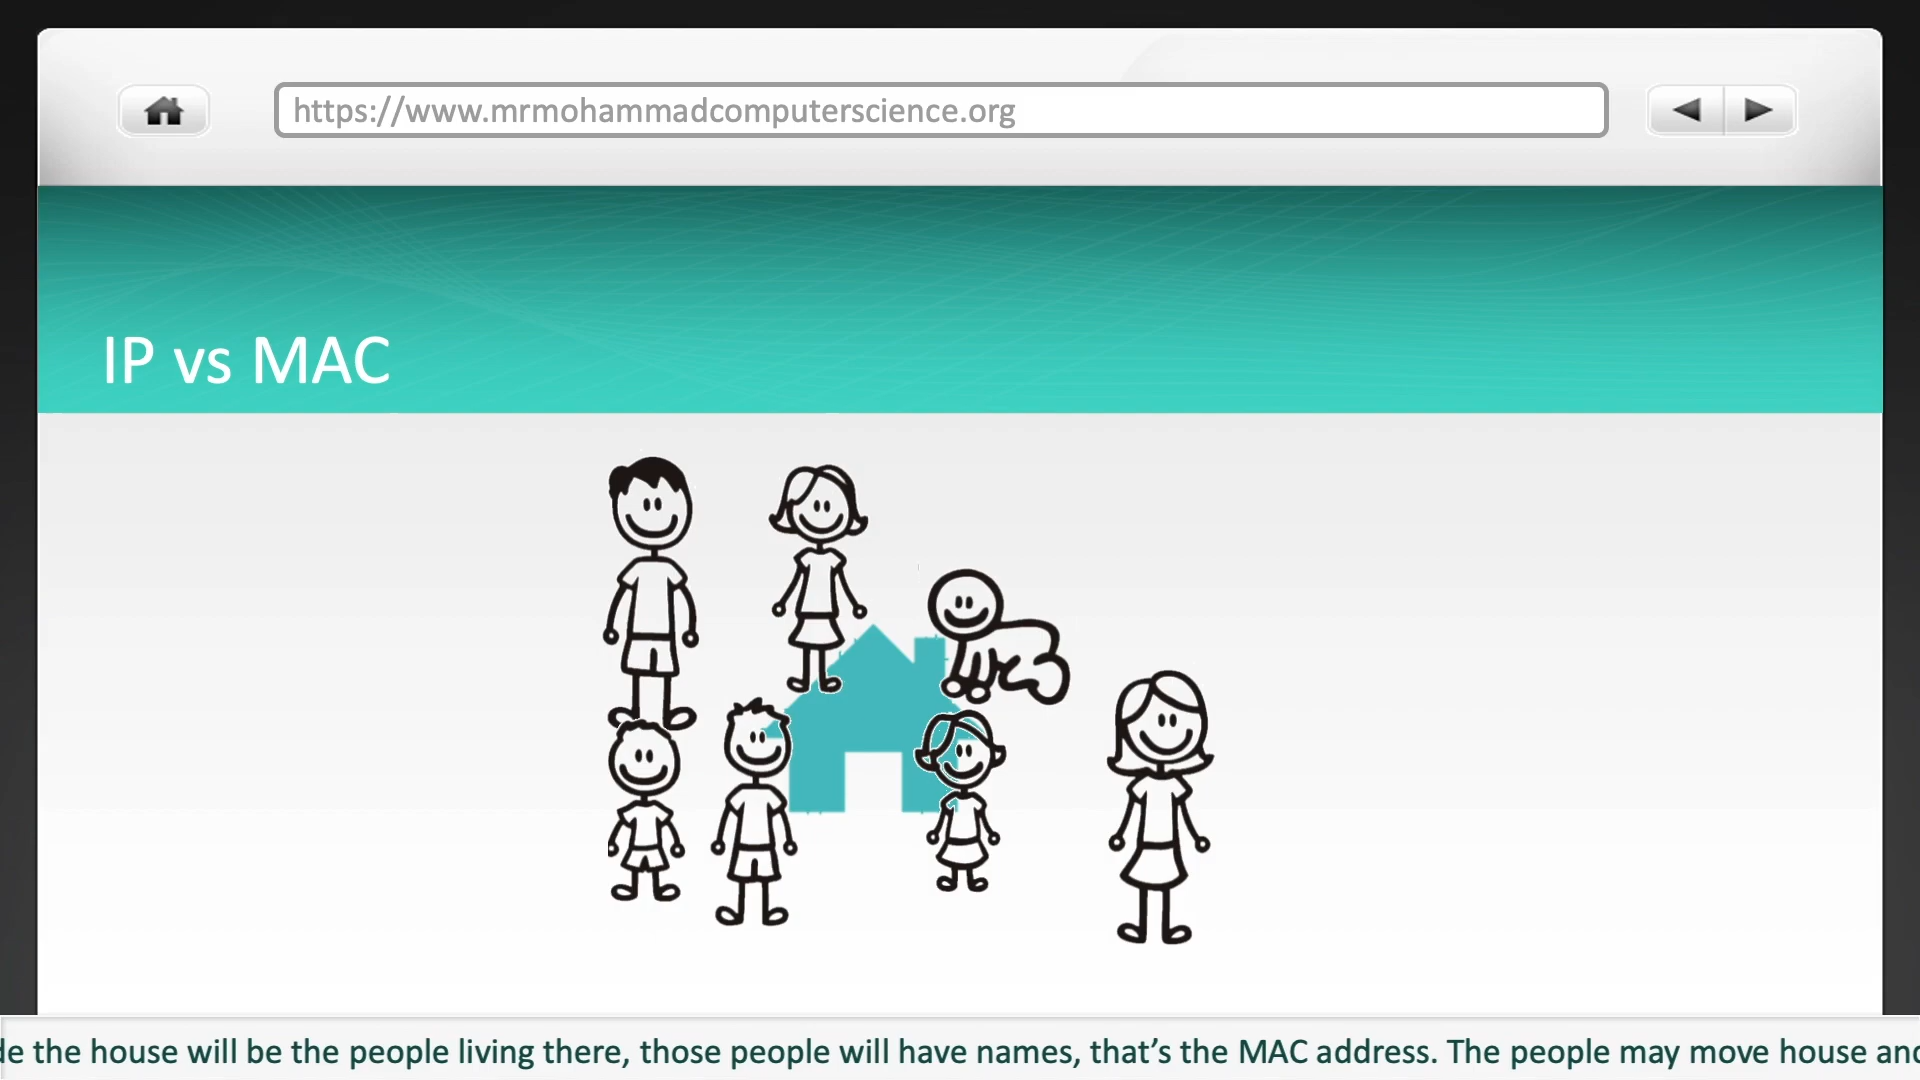 https://www.mrmohammadcomputerscience.org
IP vs MAC
the house will be the people living there, those people will have names, that’s the MAC address. The people may move house